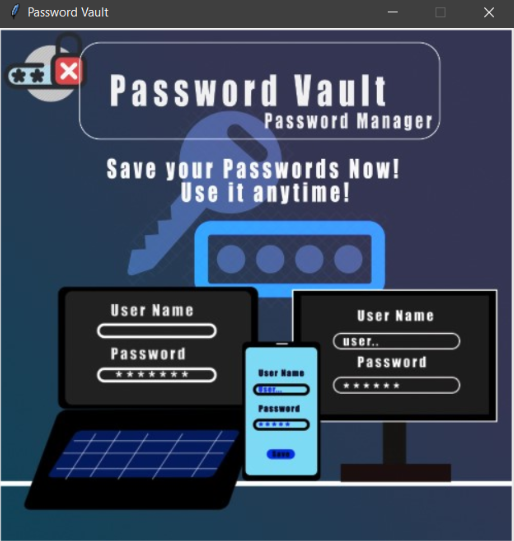 Password Vault
* *
Password Vault
Password Manager
Save your Passwords Now!
Use it anytime!
User Name
Password
*******
User Name
user..
Password
*****
Save
User Name
user..
Password
******